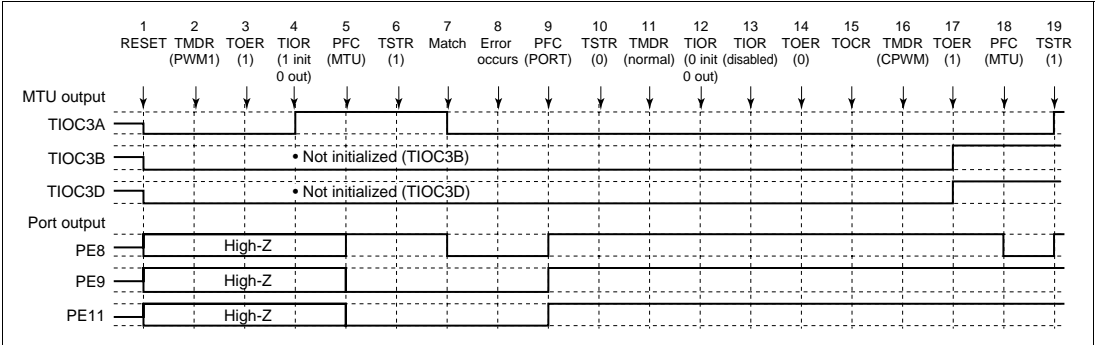 1 2 3 4 5 6 7 8 9 10 11 12 13 14 15 16 17 18 19
RESET TMDR TOER TIOR PFC TSTR Match Error PFC TSTR TMDR TIOR TIOR TOER TOCR TMDR TOER PFC TSTR
(PWM1) (1) (1 init (MTU) (1) occurs (PORT) (0) (normal) (0 init (disabled) (0) (CPWM) (1) (MTU) (1)
0 out) 0 out)
MTU output
TIOC3A
TIOC3B • Not initialized (TIOC3B)
TIOC3D • Not initialized (TIOC3D)
Port output
PE8 High-Z
PE9 High-Z
PE11 High-Z